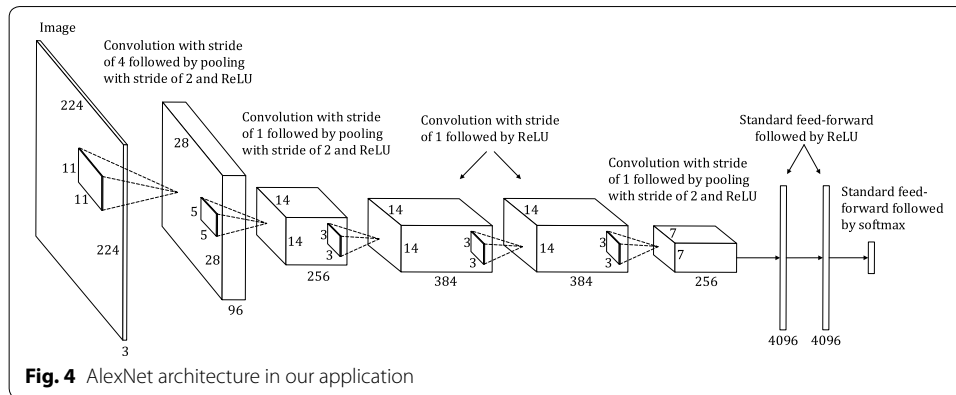 Image
Convolution with stride
of 4 followed by pooling
with stride of 2 and ReLU
224
11
11
224
3
28
5
5
28
96
Convolution with stride
of 1 followed by pooling
with stride of 2 and ReLU
14
14
3
3
256
Convolution with stride
of 1 followed by ReLU
14
14
3
3
384
14
14
3
3
384
Convolution with stride
of 1 followed by pooling
with stride of 2 and ReLU
7
7
256
Standard feed-forward
followed by ReLU
4096
4096
Standard feed-
forward followed
by softmax
Fig. 4 AlexNet architecture in our application